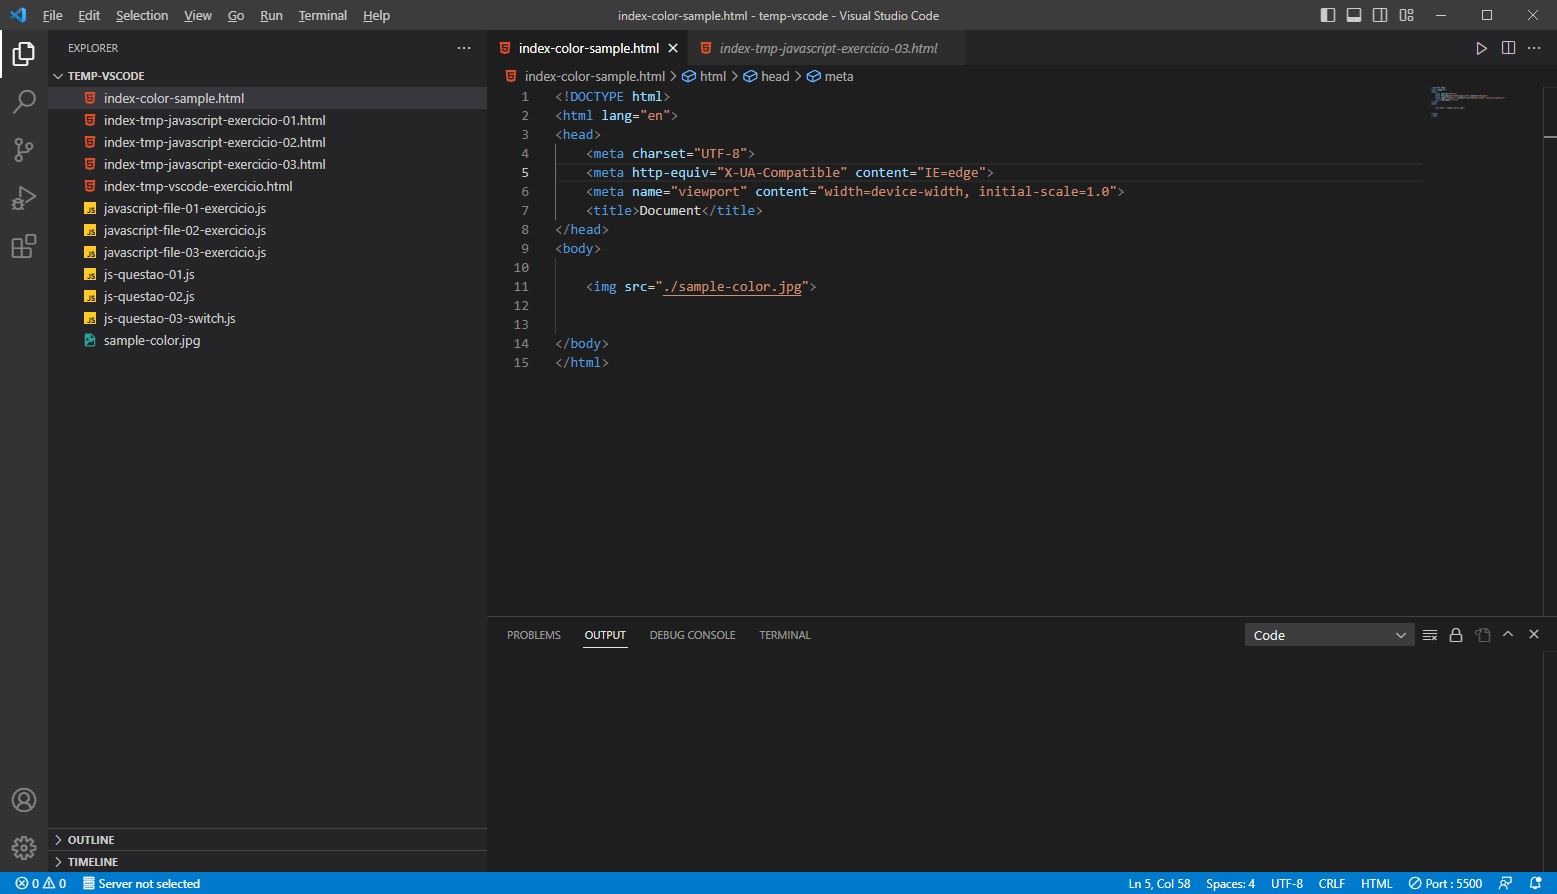 File Edit Selection View Go Run Terminal Help
index-color-sample.html - temp-vscode - Visual Studio Code
EXPLORER
TEMP-VSCODE
index-color-sample.html
index-tmp-javascript-exercicio-01.html
index-tmp-javascript-exercicio-02.html
index-tmp-javascript-exercicio-03.html
index-tmp-vscode-exercicio.html
javascript-file-01-exercicio.js
javascript-file-02-exercicio.js
javascript-file-03-exercicio.js
js-questao-01.js
js-questao-02.js
js-questao-03-switch.js
sample-color.jpg
OUTLINE
TIMELINE
index-color-sample.html index-tmp-javascript-exercicio-03.html
index-color-sample.html > html > head > meta
1 <!DOCTYPE html>
2 <html lang="en">
3 <head>
4 <meta charset="UTF-8">
5 <meta http-equiv="X-UA-Compatible" content="IE=edge">
6 <meta name="viewport" content="width=device-width, initial-scale=1.0">
7 <title>Document</title>
8 </head>
9 <body>
10
11 <img src="./sample-color.jpg">
12
13
14 </body>
15 </html>
PROBLEMS OUTPUT DEBUG CONSOLE TERMINAL
Code
0 0 Server not selected
Ln 5, Col 58 Spaces: 4 UTF-8 CRLF HTML Port : 5500